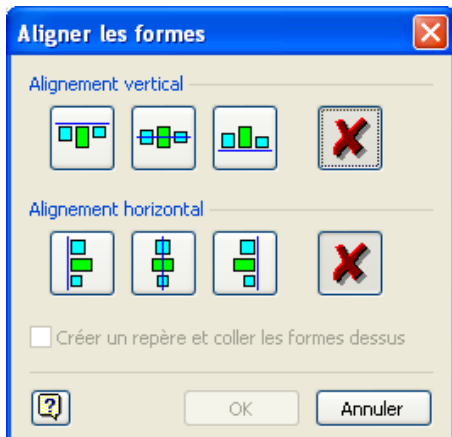 Aligner les formes
Alignement vertical
Alignement horizontal
Créer un repère et coller les formes dessus
?
OK
Annuler